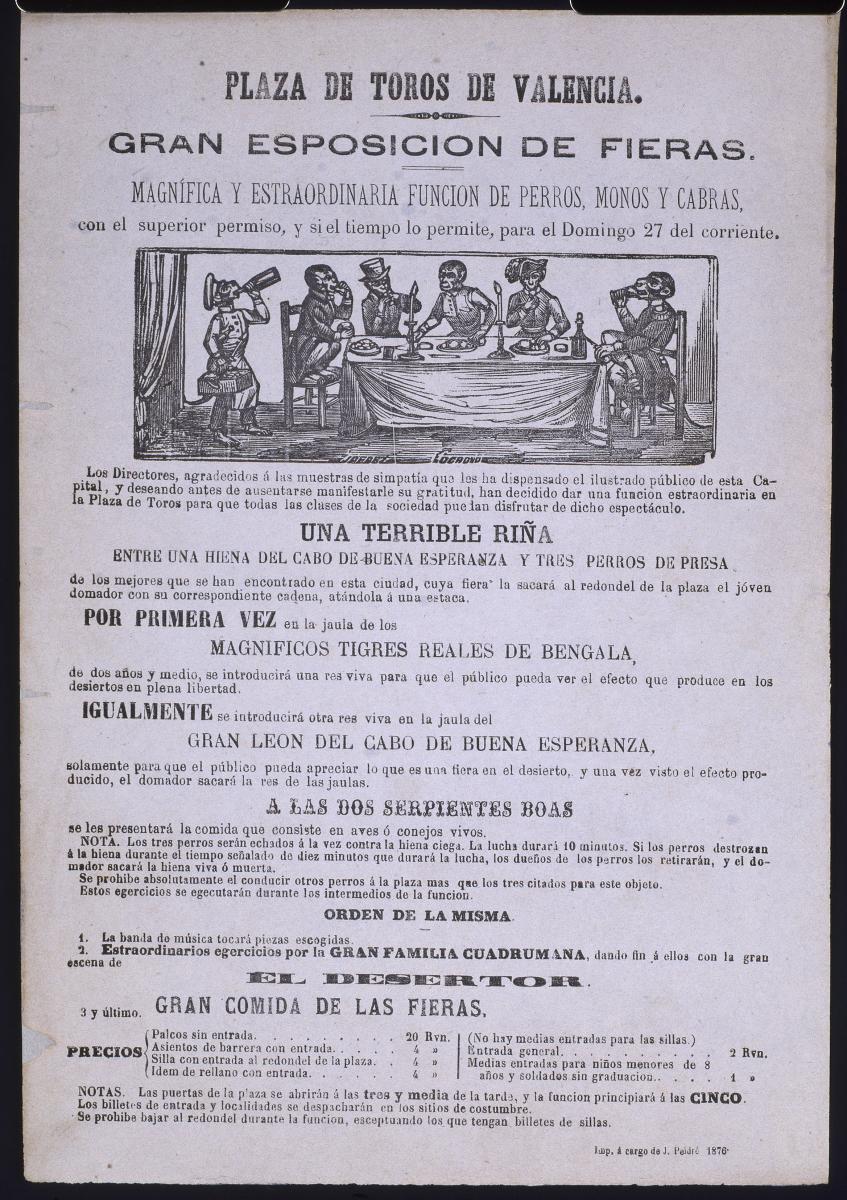 PLAZA DE TOROS DE VALENCIA.
GRAN ESPOSICION DE FIERAS.
MAGNÍFICA Y ESTRAORDINARIA FUNCION DE PERROS, MONOS Y CABRAS,
con el superior permiso, y si el tiempo lo permite, para el Domingo 27 del corriente.
Los Directores, agradecidos á las muestras de simpatía que les ha dispensado el ilustrado público de esta Ca-
pital, y deseando antes de ausentarse manifestarle su gratitud, han decidido dar una funcion estraordinaria en
la Plaza de Toros para que todas las clases de la sociedad puedan disfrutar de dicho espectáculo.
UNA TERRIBLE RIÑA
ENTRE UNA HIENA DEL CABO DE BUENA ESPERANZA Y TRES PERROS DE PRESA
de los mejores que se han encontrado en esta ciudad, cuya fiera la sacará al redondel de la plaza el jóven
domador con su correspondiente cadena, atándola á una estaca.
POR PRIMERA VEZ en la jaula de los
MAGNIFICOS TIGRES REALES DE BENGALA,
de dos años y medio, se introducirá una res viva para que el público pueda ver el efecto que produce en los
desiertos en plena libertad.
IGUALMENTE se introducirá otra res viva en la jaula del
GRAN LEON DEL CABO DE BUENA ESPERANZA,
solamente para que el público pueda apreciar lo que es una fiera en el desierto, y una vez visto el efecto pro-
ducido, el domador sacará la res de las jaulas.
A LAS DOS SERPIENTES BOAS
se les presentará la comida que consiste en aves ó conejos vivos.
NOTA. Los tres perros serán echados á la vez contra la hiena ciega. La lucha durará 10 minutos. Si los perros destrozan
á la hiena durante el tiempo señalado de diez minutos que durará la lucha, los dueños de los perros los retirarán, y el do-
mador sacará la hiena viva ó muerta.
Se prohibe absolutamente el conducir otros perros á la plaza mas que los tres citados para este objeto.
Estos egercicios se egecutarán durante los intermedios de la funcion.
ORDEN DE LA MISMA.
1. La banda de música tocará piezas escogidas.
2. Estraordinarios egercicios por la GRAN FAMILIA CUADRUMANA, dando fin á ellos con la gran
escena de
EL DESERTOR.
3 y último. GRAN COMIDA DE LAS FIERAS.
PRECIOS
Palcos sin entrada. . . . . . . . . 20 Rvn.
Asientos de barrera con entrada. . . . . 4 »
Silla con entrada al redondel de la plaza. . 4 »
Idem de rellano con entrada. . . . . . 4 »
(No hay medias entradas para las sillas.)
Entrada general. . . . . . . . . . 2 Rvn.
Medias entradas para niños menores de 8
años y soldados sin graduacion. . . . . 1 »
NOTAS. Las puertas de la plaza se abrirán á las tres y media de la tarde, y la funcion principiará á las CINCO.
Los billetes de entrada y localidades se despacharán en los sitios de costumbre.
Se prohibe bajar al redondel durante la funcion, esceptuando los que tengan billetes de sillas.
Imp. á cargo de J. Peidró 1876